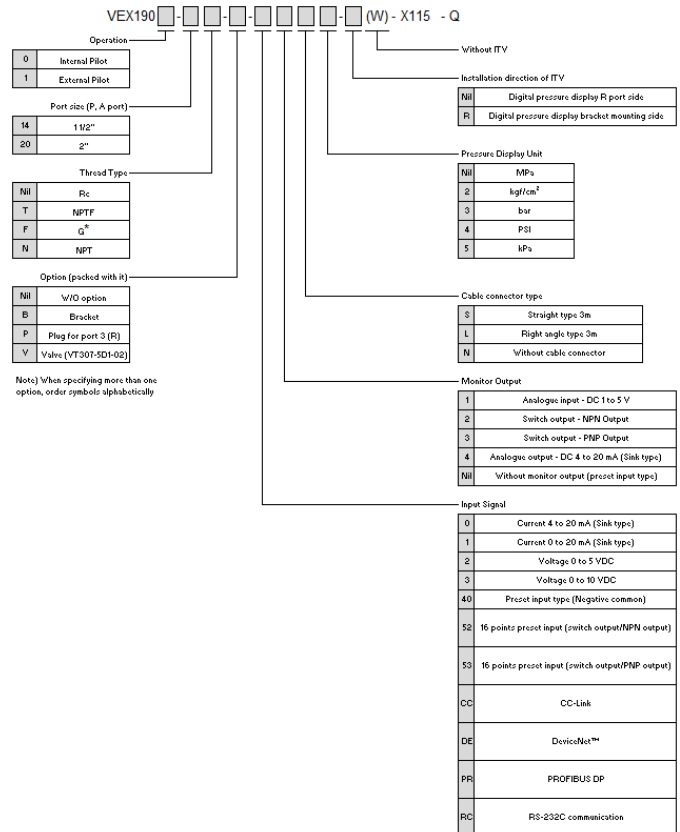 VEX190 - - - - (W) - X115 - Q
Operation
0 Internal Pilot
1 External Pilot
Port size (P, A port)
14 1 1/2"
20 2"
Thread Type
Nil Rc
T NPTF
F G*
N NPT
Option (packed with it)
Nil W/O option
B Bracket
P Plug for port 3 (R)
V Valve (VT307-5D1-02)
Note) When specifying more than one
option, order symbols alphabetically
Without ITV
Installation direction of ITV
Nil Digital pressure display R port side
R Digital pressure display bracket mounting side
Pressure Display Unit
Nil MPa
2 kgf/cm²
3 bar
4 PSI
5 kPa
Cable connector type
S Straight type 3m
L Right angle type 3m
N Without cable connector
Monitor Output
1 Analogue input - DC 1 to 5 V
2 Switch output - NPN Output
3 Switch output - PNP Output
4 Analogue output - DC 4 to 20 mA (Sink type)
Nil Without monitor output (preset input type)
Input Signal
0 Current 4 to 20 mA (Sink type)
1 Current 0 to 20 mA (Sink type)
2 Voltage 0 to 5 VDC
3 Voltage 0 to 10 VDC
40 Preset input type (Negative common)
52 16 points preset input (switch output/NPN output)
53 16 points preset input (switch output/PNP output)
CC CC-Link
DE DeviceNet™
PR PROFIBUS DP
RC RS-232C communication